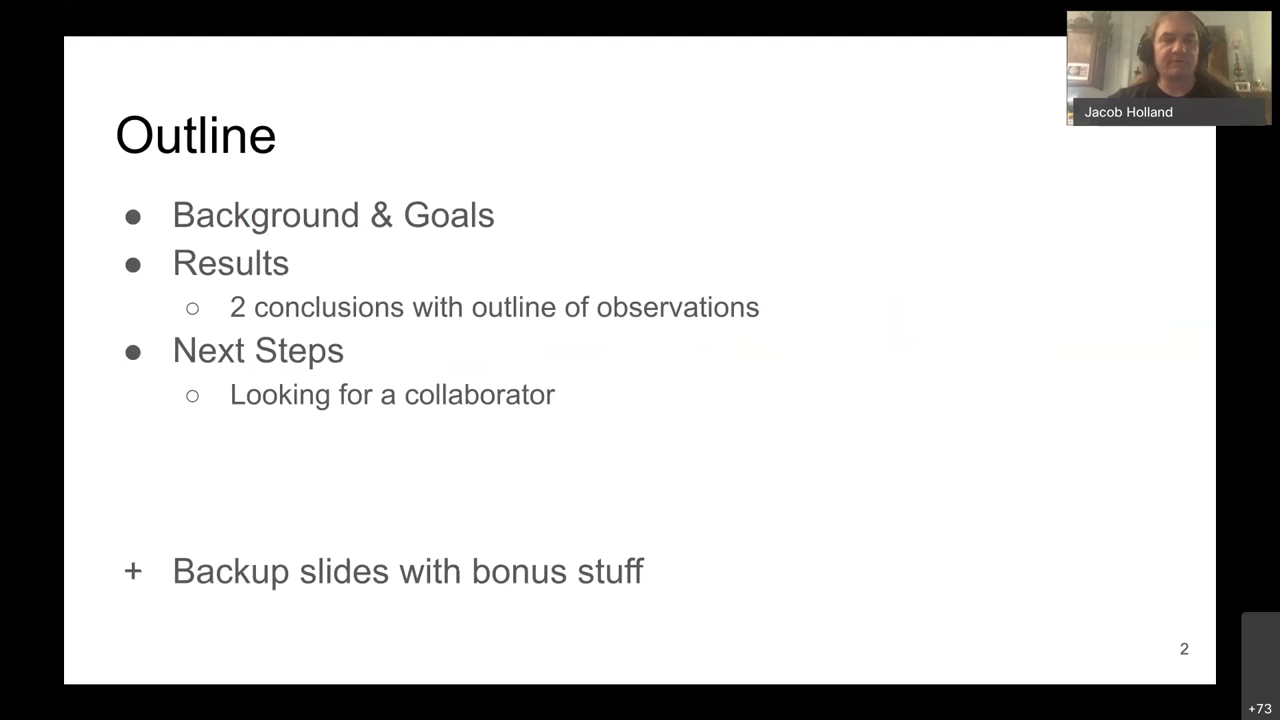 Jacob Holland
Outline
● Background & Goals
● Results
○ 2 conclusions with outline of observations
● Next Steps
○ Looking for a collaborator
+ Backup slides with bonus stuff
2
+73